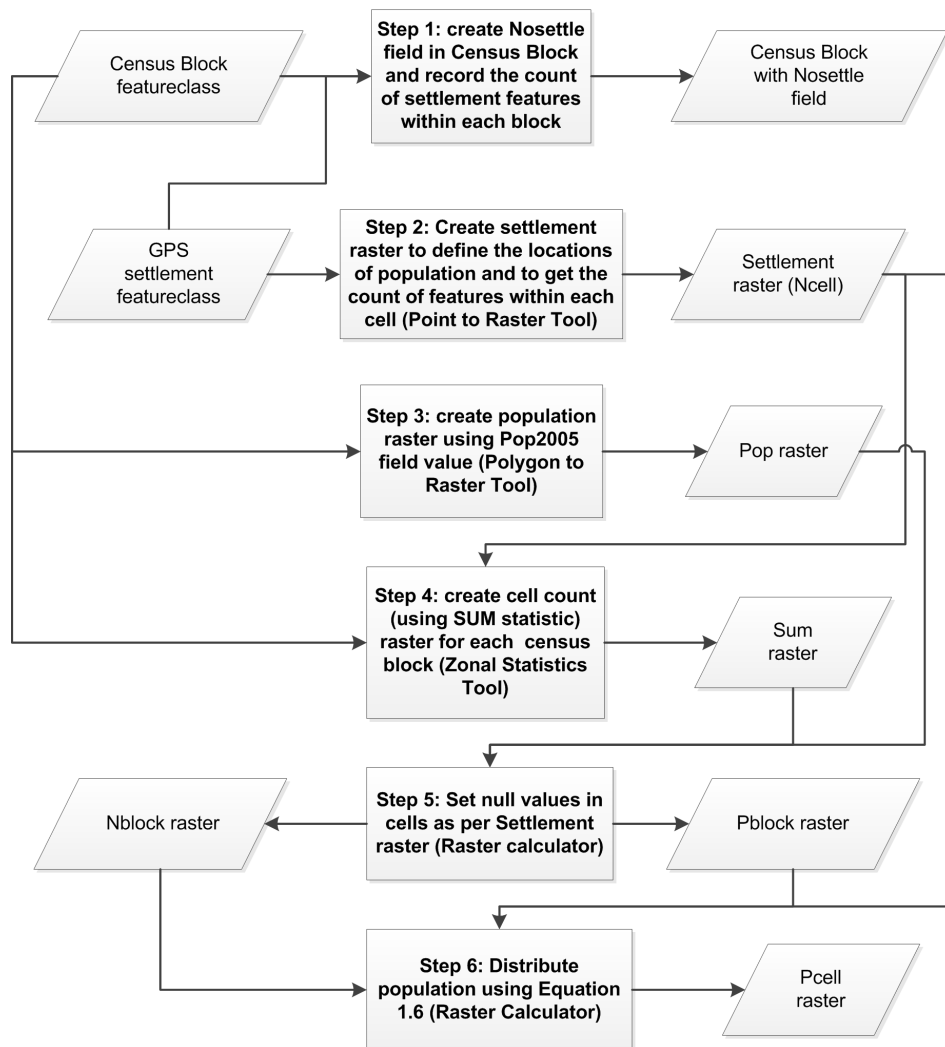 Census Block
featureclass
Step 1: create Nosettle
field in Census Block
and record the count
of settlement features
within each block
Census Block
with Nosettle
field
GPS
settlement
featureclass
Step 2: Create settlement
raster to define the locations
of population and to get the
count of features within each
cell (Point to Raster Tool)
Settlement
raster (Ncell)
Step 3: create population
raster using Pop2005
field value (Polygon to
Raster Tool)
Pop raster
Step 4: create cell count
(using SUM statistic)
raster for each census
block (Zonal Statistics
Tool)
Sum
raster
Nblock raster
Step 5: Set null values in
cells as per Settlement
raster (Raster calculator)
Pblock raster
Step 6: Distribute
population using Equation
1.6 (Raster Calculator)
Pcell
raster